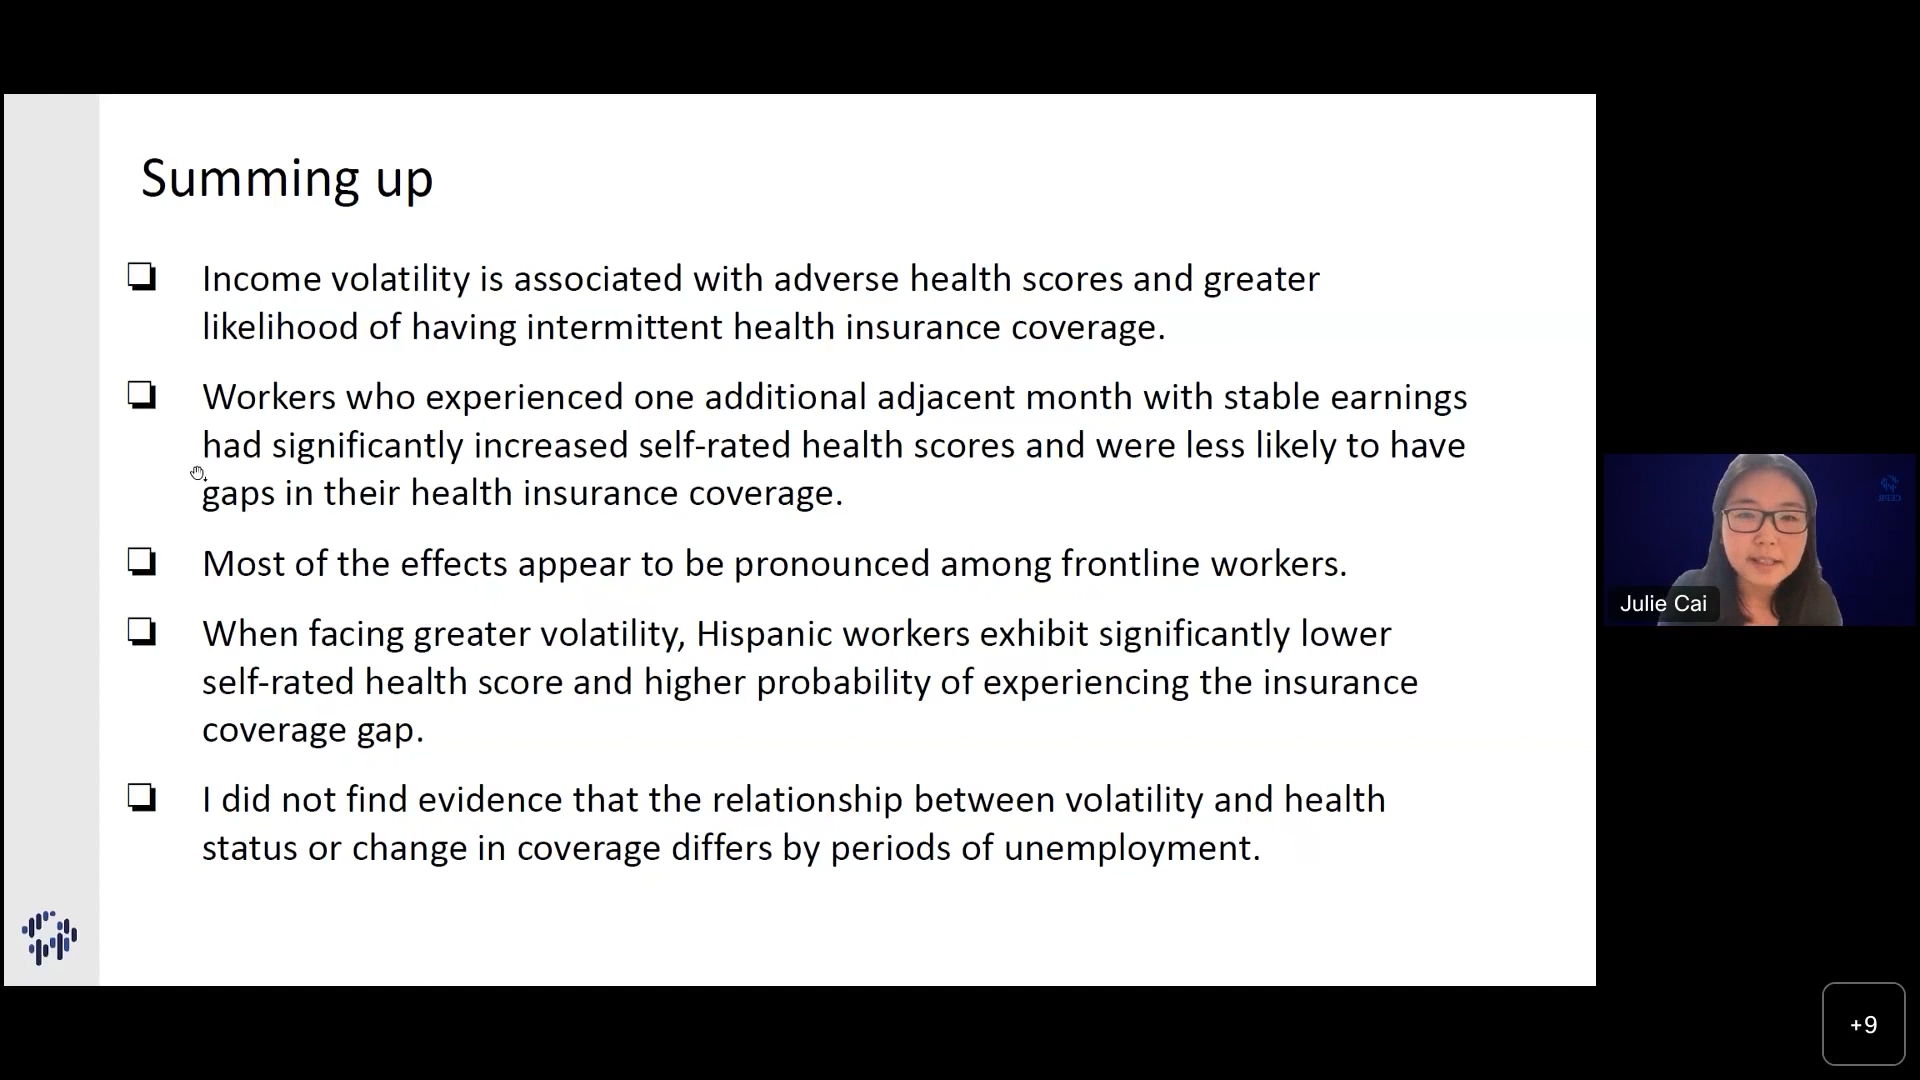 Summing up
Income volatility is associated with adverse health scores and greater
likelihood of having intermittent health insurance coverage.
Workers who experienced one additional adjacent month with stable earnings
had significantly increased self-rated health scores and were less likely to have
gaps in their health insurance coverage.
Most of the effects appear to be pronounced among frontline workers.
When facing greater volatility, Hispanic workers exhibit significantly lower
self-rated health score and higher probability of experiencing the insurance
coverage gap.
I did not find evidence that the relationship between volatility and health
status or change in coverage differs by periods of unemployment.
Julie Cai
+9